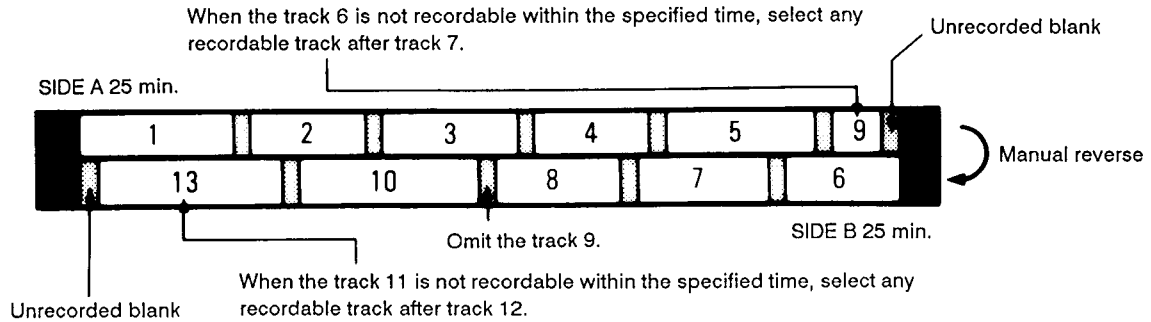 When the track 6 is not recordable within the specified time, select any
recordable track after track 7.
Unrecorded blank
SIDE A 25 min.
1 2 3 4 5 9
Manual reverse
13 10 8 7 6
Omit the track 9.
SIDE B 25 min.
When the track 11 is not recordable within the specified time, select any
recordable track after track 12.
Unrecorded blank